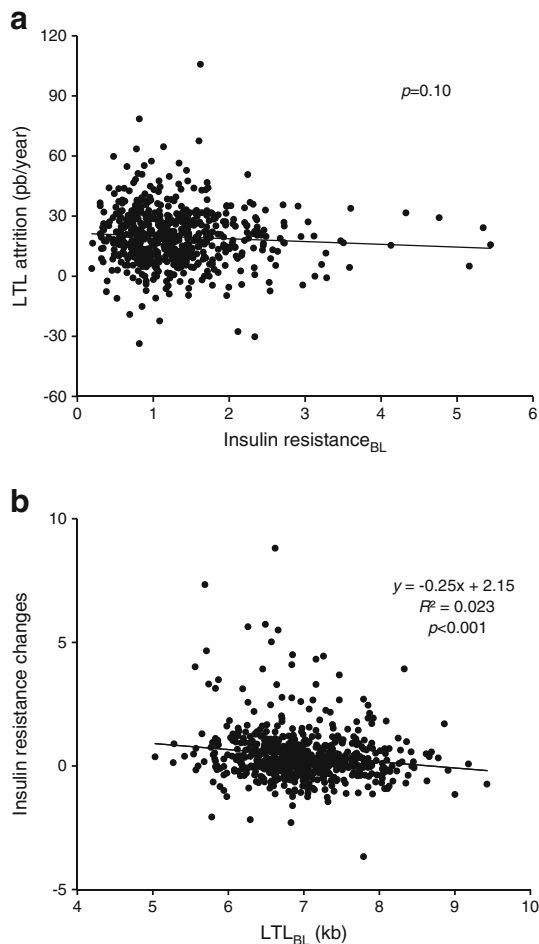 a
120
90
60
30
0
-30
-60
LTL attrition (pb/year)
p=0.10
0 1 2 3 4 5 6
Insulin resistance_BL
b
10
5
0
-5
Insulin resistance changes
y = -0.25x + 2.15
R² = 0.023
p<0.001
4 5 6 7 8 9 10
LTL_BL (kb)